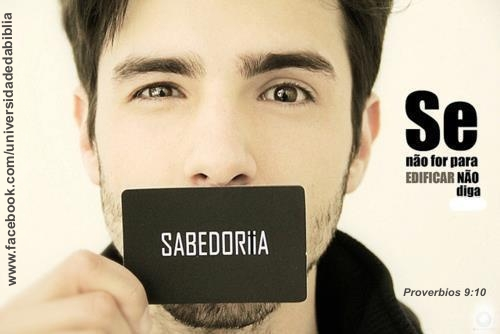 www.facebook.com/universidadedabiblia
SABEDORiiA
Se
não for para
EDIFICAR NÃO
diga
Proverbios 9:10